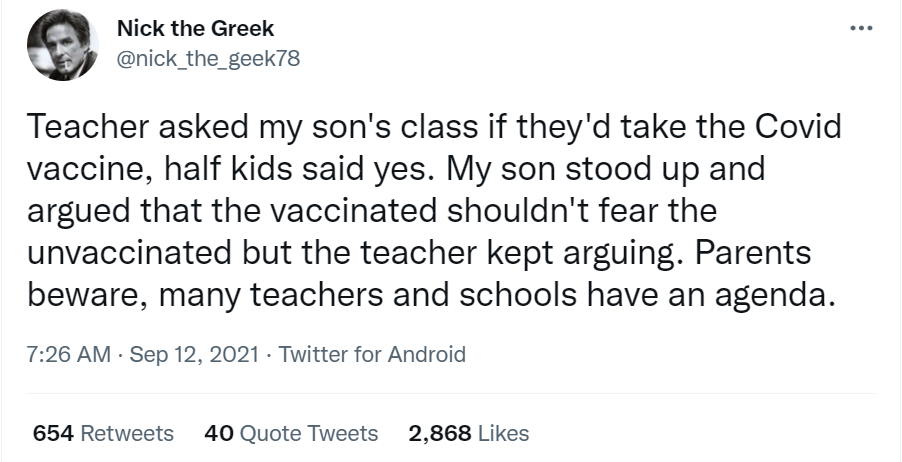 Nick the Greek
@nick_the_geek78
Teacher asked my son's class if they'd take the Covid
vaccine, half kids said yes. My son stood up and
argued that the vaccinated shouldn't fear the
unvaccinated but the teacher kept arguing. Parents
beware, many teachers and schools have an agenda.
7:26 AM · Sep 12, 2021 · Twitter for Android
654 Retweets 40 Quote Tweets 2,868 Likes